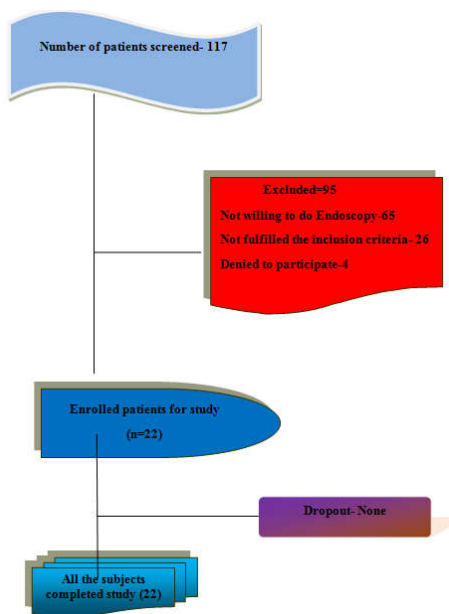 Number of patients screened- 117
Excluded=95
Not willing to do Endoscopy-65
Not fulfilled the inclusion criteria- 26
Denied to participate-4
Enrolled patients for study
(n=22)
Dropout- None
All the subjects
completed study (22)